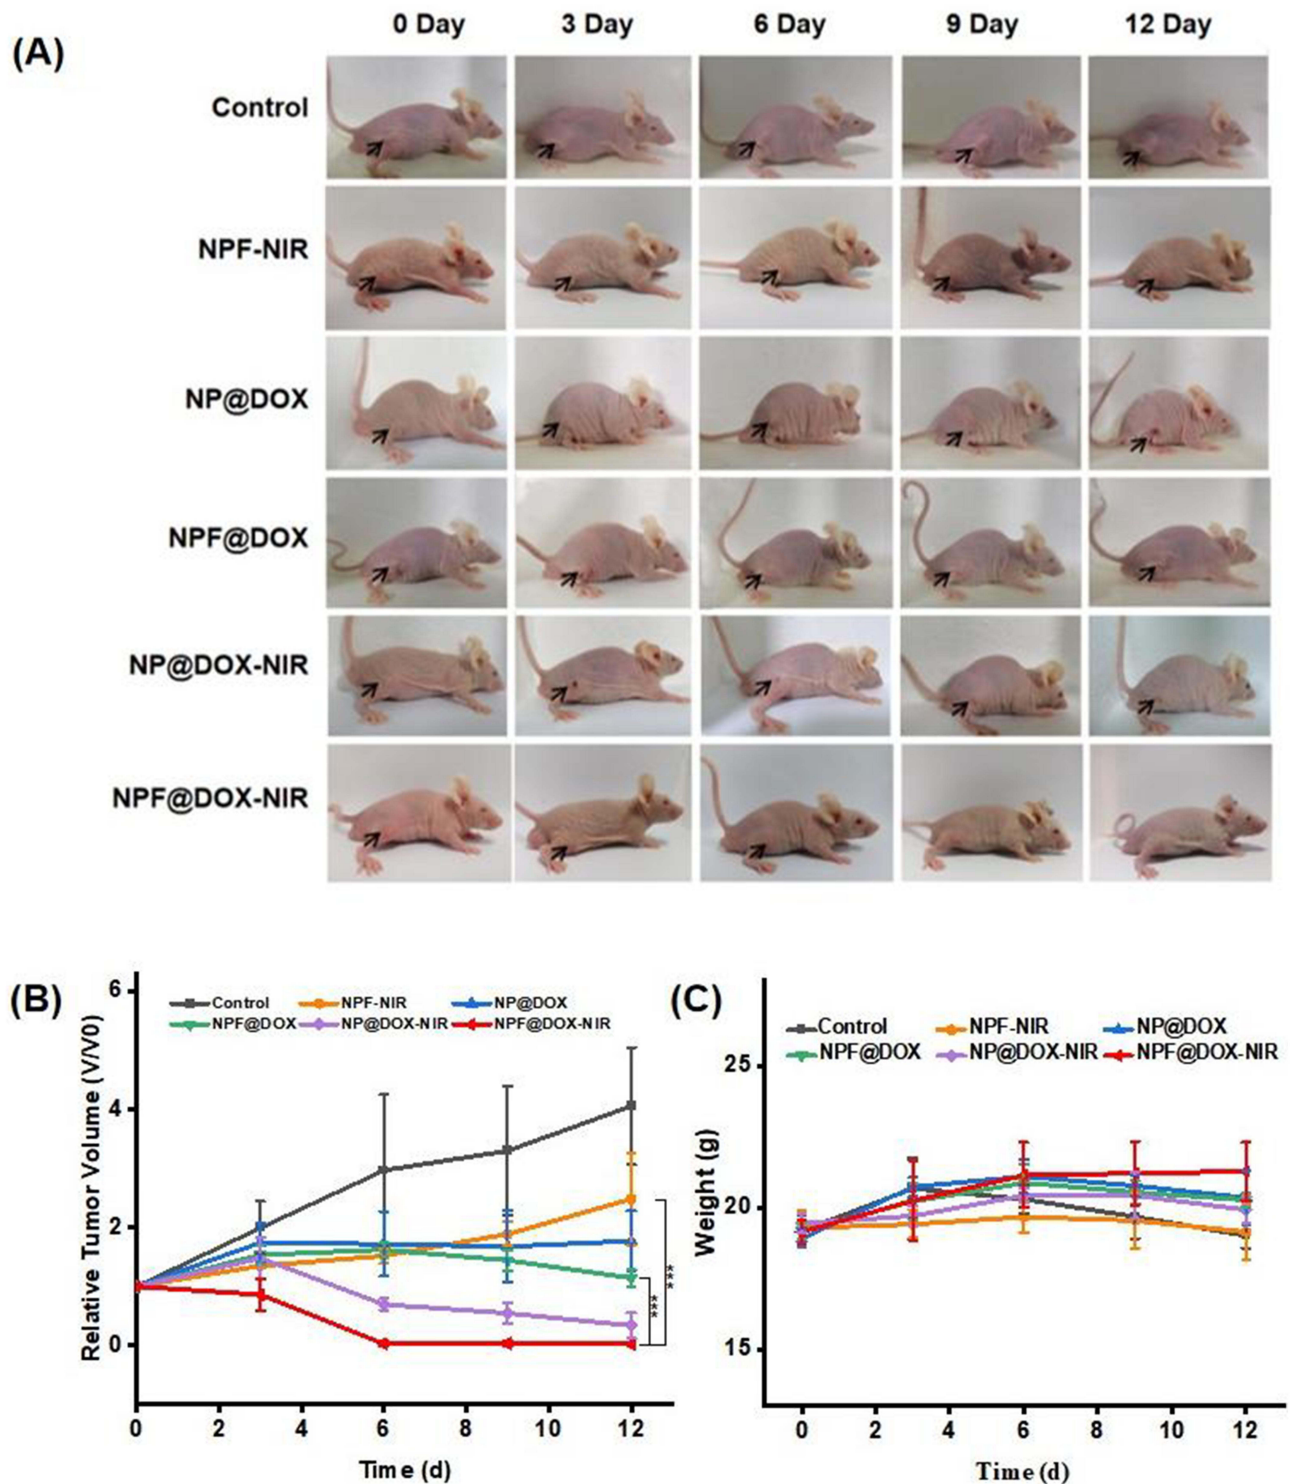 (A)
0 Day 3 Day 6 Day 9 Day 12 Day
Control
NPF-NIR
NP@DOX
NPF@DOX
NP@DOX-NIR
NPF@DOX-NIR
(B)
Control NPF-NIR NP@DOX
NPF@DOX NP@DOX-NIR NPF@DOX-NIR
Relative Tumor Volume (V/V0)
6
4
2
0
***
***
0 2 4 6 8 10 12
Time (d)
(C)
Control NPF-NIR NP@DOX
NPF@DOX NP@DOX-NIR NPF@DOX-NIR
Weight (g)
25
20
15
0 2 4 6 8 10 12
Time (d)